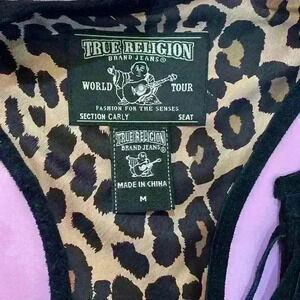 TRUE RELIGION
BRAND JEANS®
WORLD TOUR
FASHION FOR THE SENSES
SECTION CARLY SEAT
TRUE RELIGION
BRAND JEANS
MADE IN CHINA
M